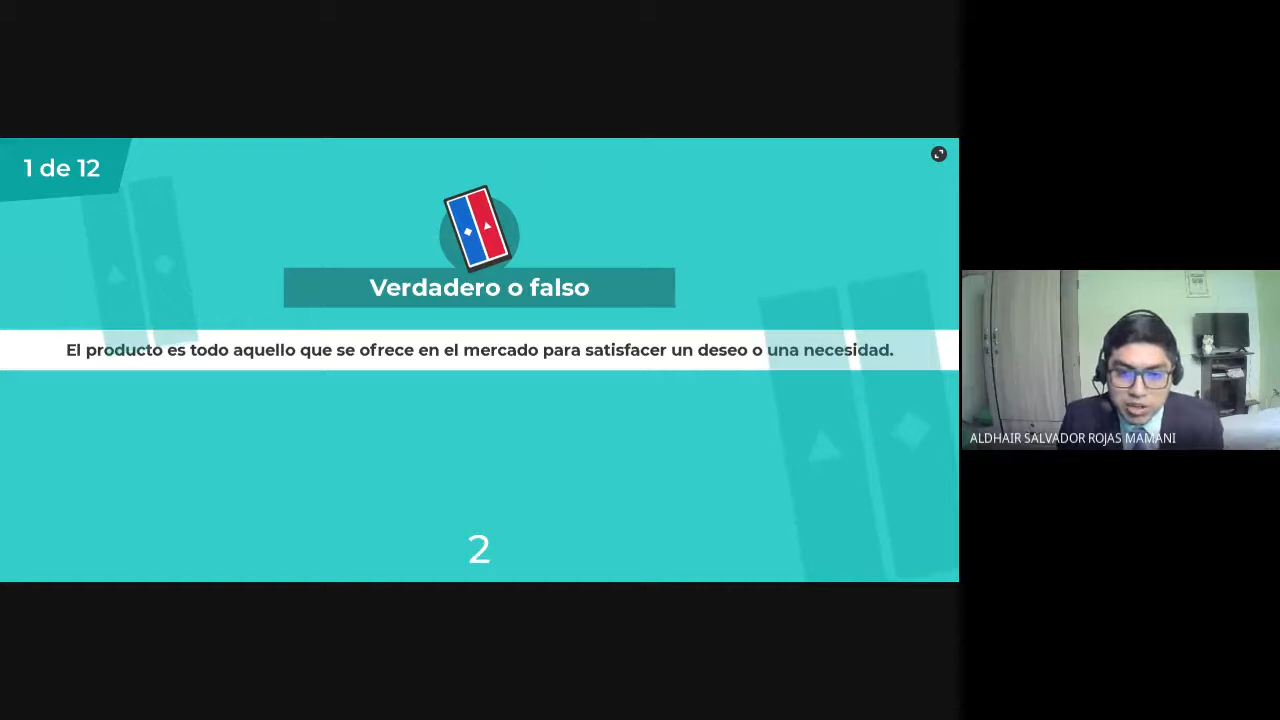 1 de 12
Verdadero o falso
El producto es todo aquello que se ofrece en el mercado para satisfacer un deseo o una necesidad.
2
ALDHAIR SALVADOR ROJAS MAMANI